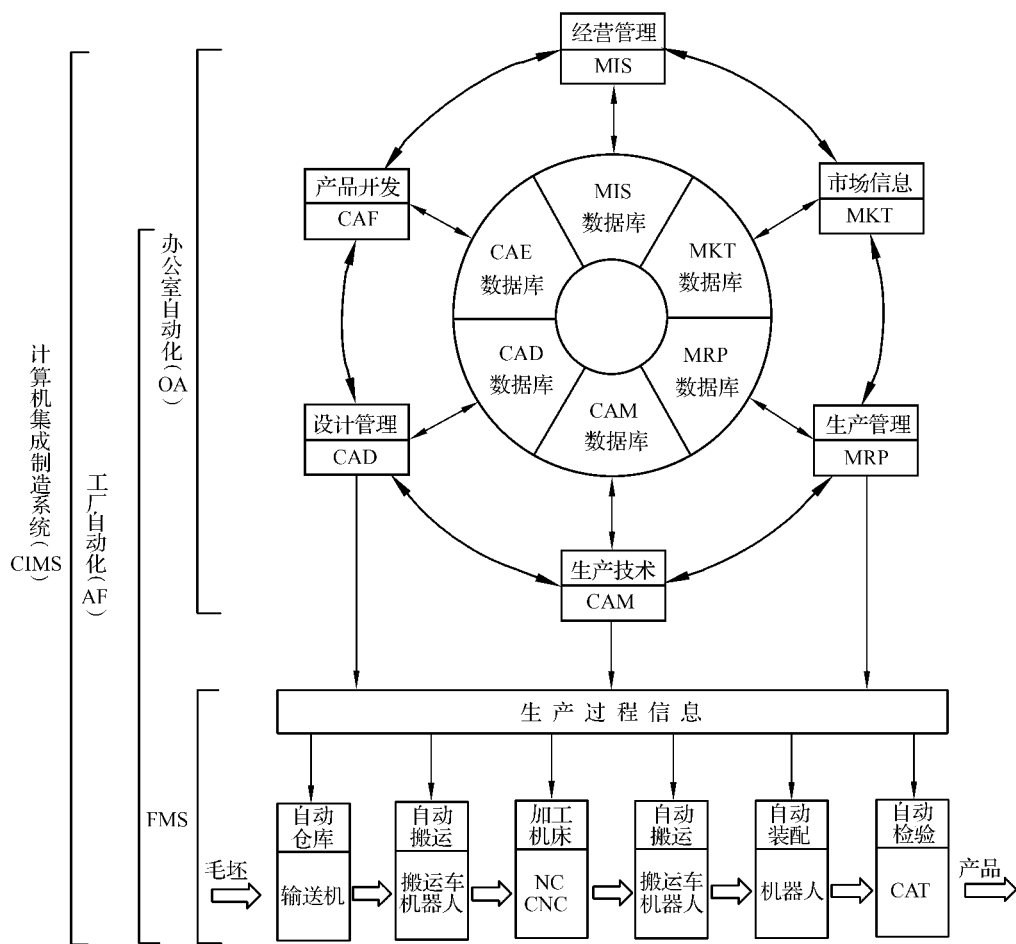 经营管理
MIS
产品开发
CAF
市场信息
MKT
MIS
数据库
CAE
数据库
MKT
数据库
CAD
数据库
MRP
数据库
CAM
数据库
设计管理
CAD
生产管理
MRP
生产技术
CAM
计算机集成制造系统(CIMS)
工厂自动化(AF)
办公室自动化(OA)
FMS
生产过程信息
自动
仓库
输送机
自动
搬运
搬运车
机器人
加工
机床
NC
CNC
自动
搬运
搬运车
机器人
自动
装配
机器人
自动
检验
CAT
毛坯
产品